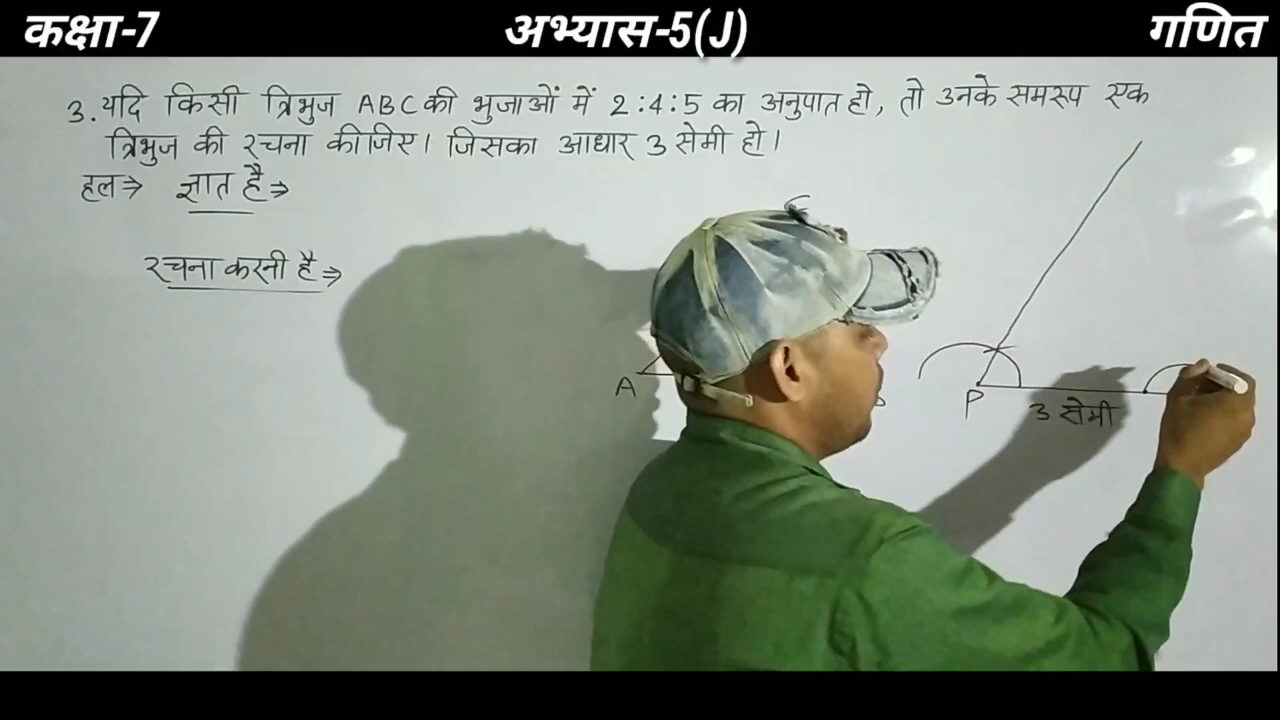 कक्षा-7
अभ्यास-5(J)
गणित
3. यदि किसी त्रिभुज ABC की भुजाओं में 2:4:5 का अनुपात हो, तो उनके समरुप एक
त्रिभुज की रचना कीजिए। जिसका आधार 3 सेमी हो।
हल⇒ ज्ञात है⇒
रचना करनी है⇒
C
A
P
3 सेमी